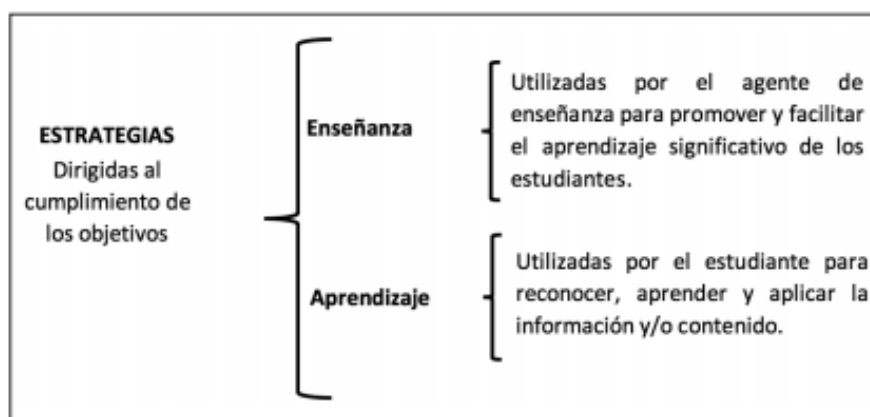 ESTRATEGIAS
Dirigidas al
cumplimiento de
los objetivos
Enseñanza
Utilizadas por el agente de
enseñanza para promover y facilitar
el aprendizaje significativo de los
estudiantes.
Aprendizaje
Utilizadas por el estudiante para
reconocer, aprender y aplicar la
información y/o contenido.